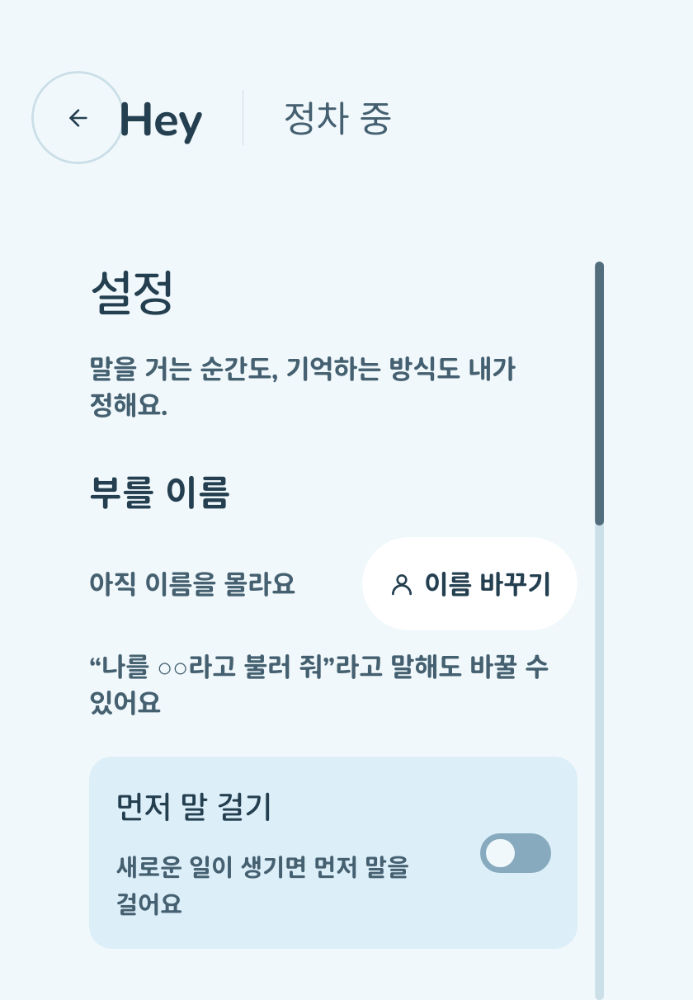 Hey
정차 중
설정
말을 거는 순간도, 기억하는 방식도 내가
정해요.
부를 이름
아직 이름을 몰라요
이름 바꾸기
“나를 ○○라고 불러 줘”라고 말해도 바꿀 수
있어요
먼저 말 걸기
새로운 일이 생기면 먼저 말을
걸어요